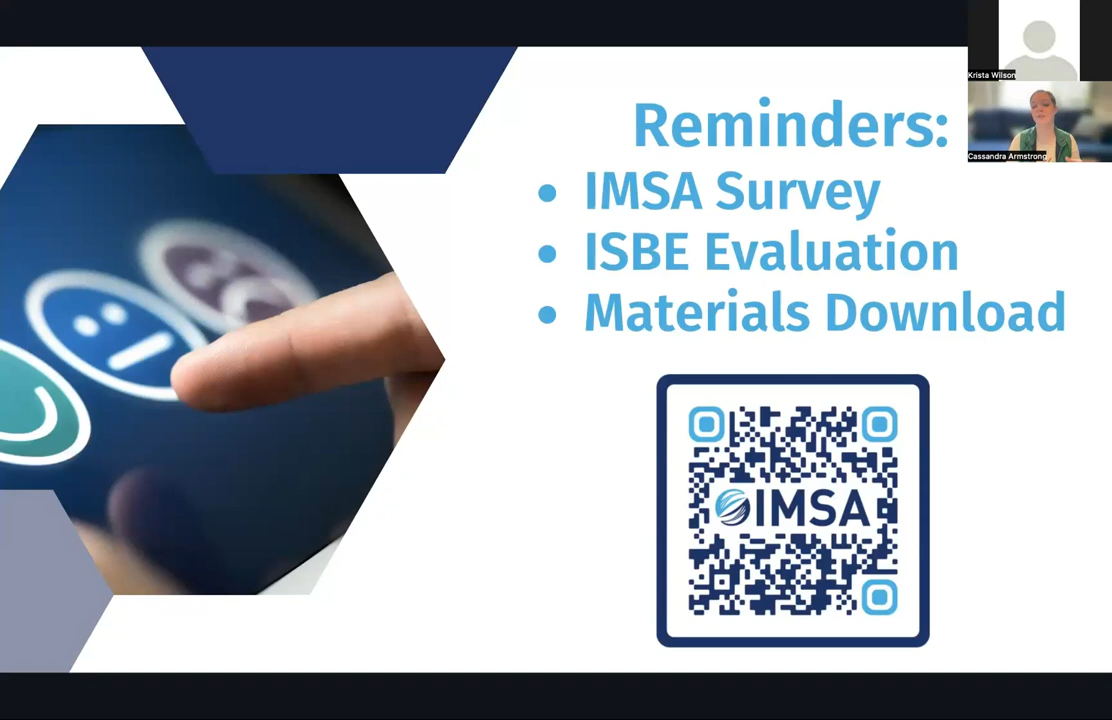 Krista Wilson
Cassandra Armstrong
Reminders:
• IMSA Survey
• ISBE Evaluation
• Materials Download
IMSA